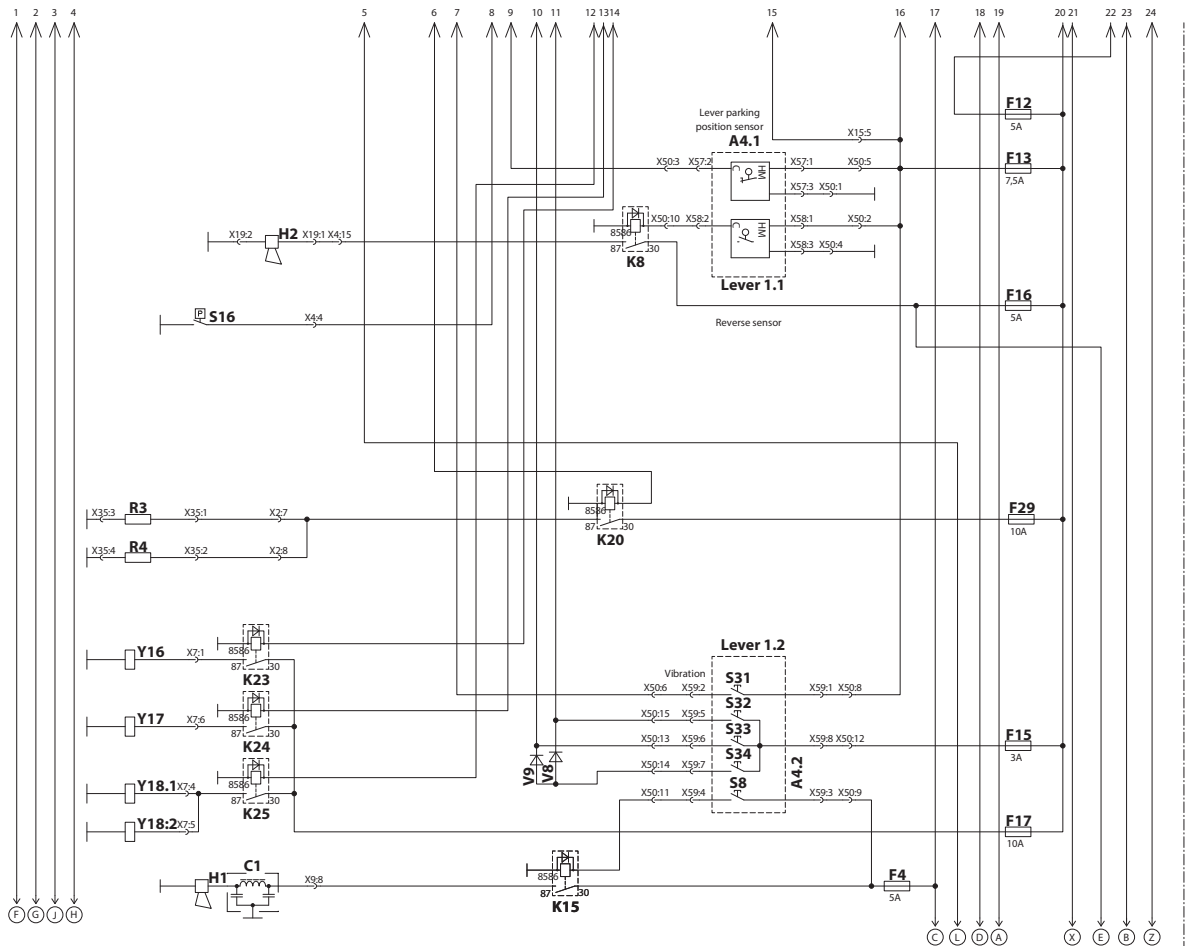 1 2 3 4 5 6 7 8 9 10 11 12 13 14 15 16 17 18 19 20 21 22 23 24
F12
5A
Lever parking
position sensor
A4.1
X15:5
F13
7,5A
X50:3 X57:2 C HM X57:1 X50:5
X57:3 X50:1
X50:10 X58:2 C HM X58:1 X50:2
X58:3 X50:4
8586
87 30
K8
X19:2 H2 X19:1 X4:15
Lever 1.1
F16
5A
Reverse sensor
P S16 X4:4
X35:3 R3 X35:1 X2:7
8586
87 30
K20
F29
10A
X35:4 R4 X35:2 X2:8
Y16 X7:1
8586
87 30
K23
Lever 1.2
Vibration
X50:6 X59:2 S31 X59:1 X50:8
X50:15 X59:5 S32
Y17 X7:6
8586
87 30
K24
X50:13 X59:6 S33 X59:8 X50:12
F15
3A
V9 V8
X50:14 X59:7 S34
A4.2
Y18.1 X7:4
8586
87 30
K25
X50:11 X59:4 S8 X59:3 X50:9
Y18:2 X7:5
F17
10A
H1 C1 X9:8
8586
87 30
K15
F4
5A
F G J H
C L D A X E B Z